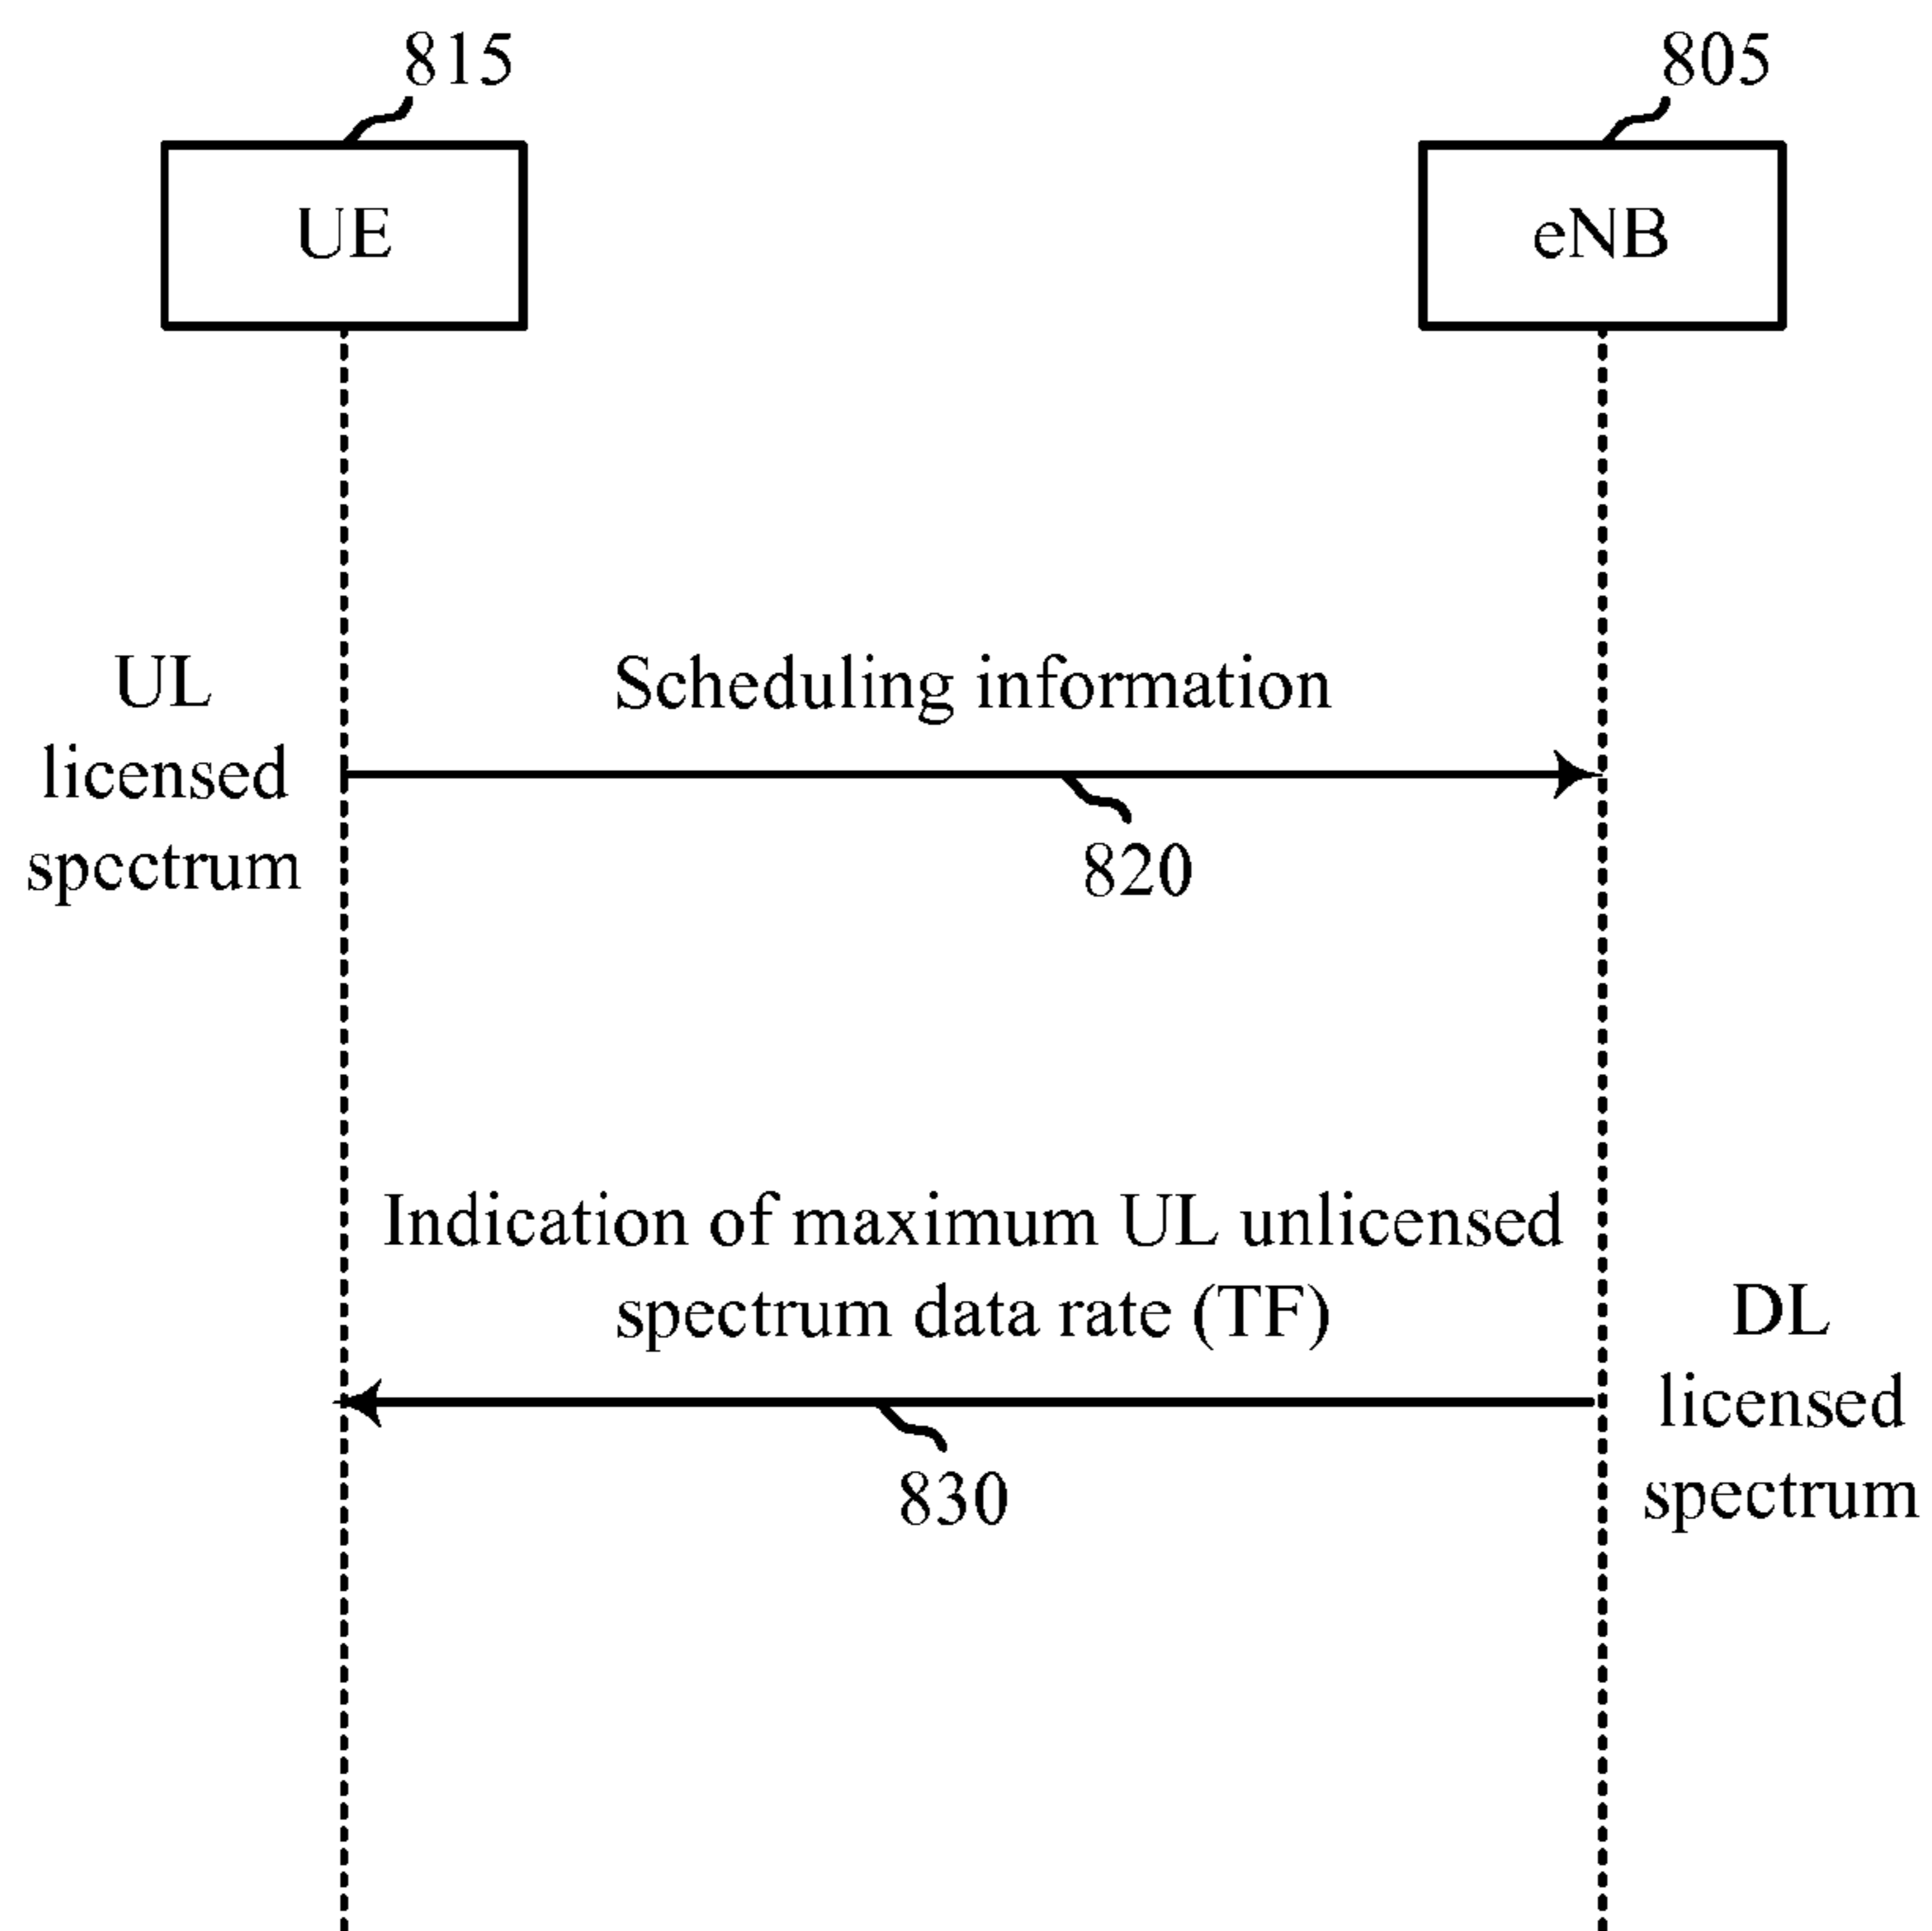 815
805
UE
eNB
UL
licensed
spectrum
Scheduling information
820
Indication of maximum UL unlicensed
spectrum data rate (TF)
830
DL
licensed
spectrum